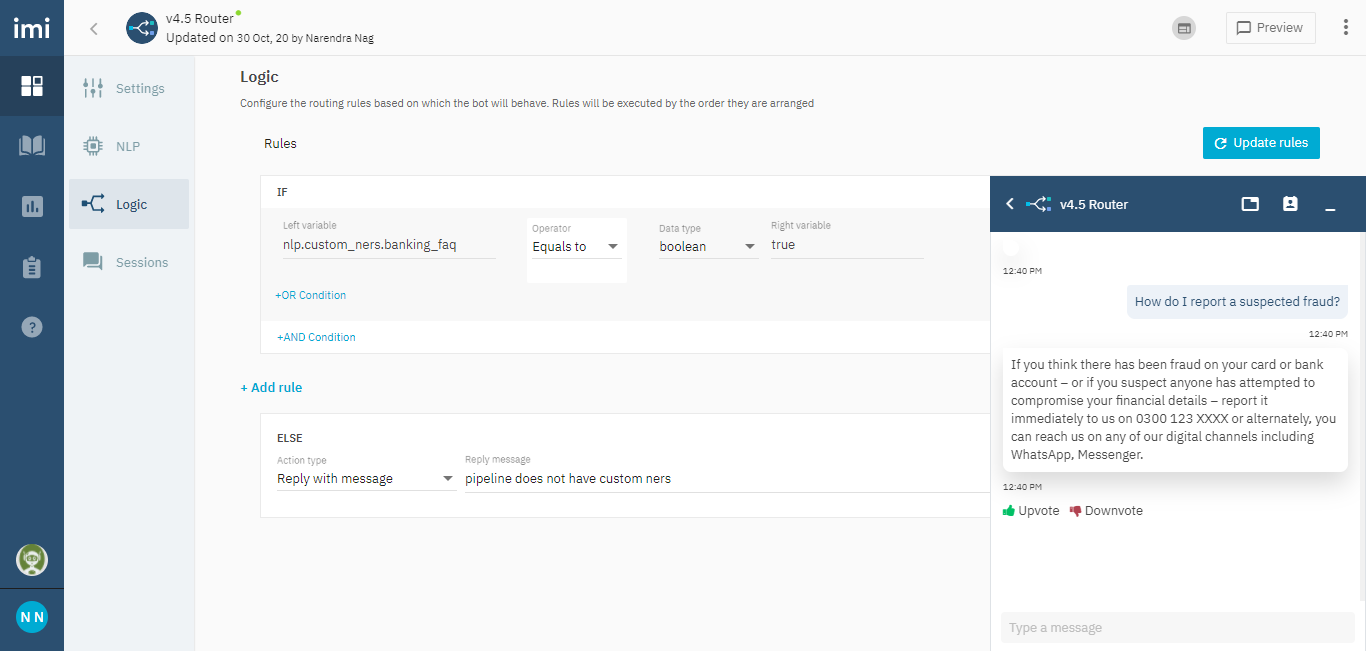 imi
v4.5 Router
Updated on 30 Oct, 20 by Narendra Nag
Preview
Settings
NLP
Logic
Sessions
?
N N
Logic
Configure the routing rules based on which the bot will behave. Rules will be executed by the order they are arranged
Rules
Update rules
IF
Left variable
nlp.custom_ners.banking_faq
Operator
Equals to
Data type
boolean
Right variable
true
+OR Condition
+AND Condition
+ Add rule
ELSE
Action type
Reply with message
Reply message
pipeline does not have custom ners
v4.5 Router
12:40 PM
How do I report a suspected fraud?
12:40 PM
If you think there has been fraud on your card or bank
account – or if you suspect anyone has attempted to
compromise your financial details – report it
immediately to us on 0300 123 XXXX or alternately, you
can reach us on any of our digital channels including
WhatsApp, Messenger.
12:40 PM
Upvote Downvote
Type a message